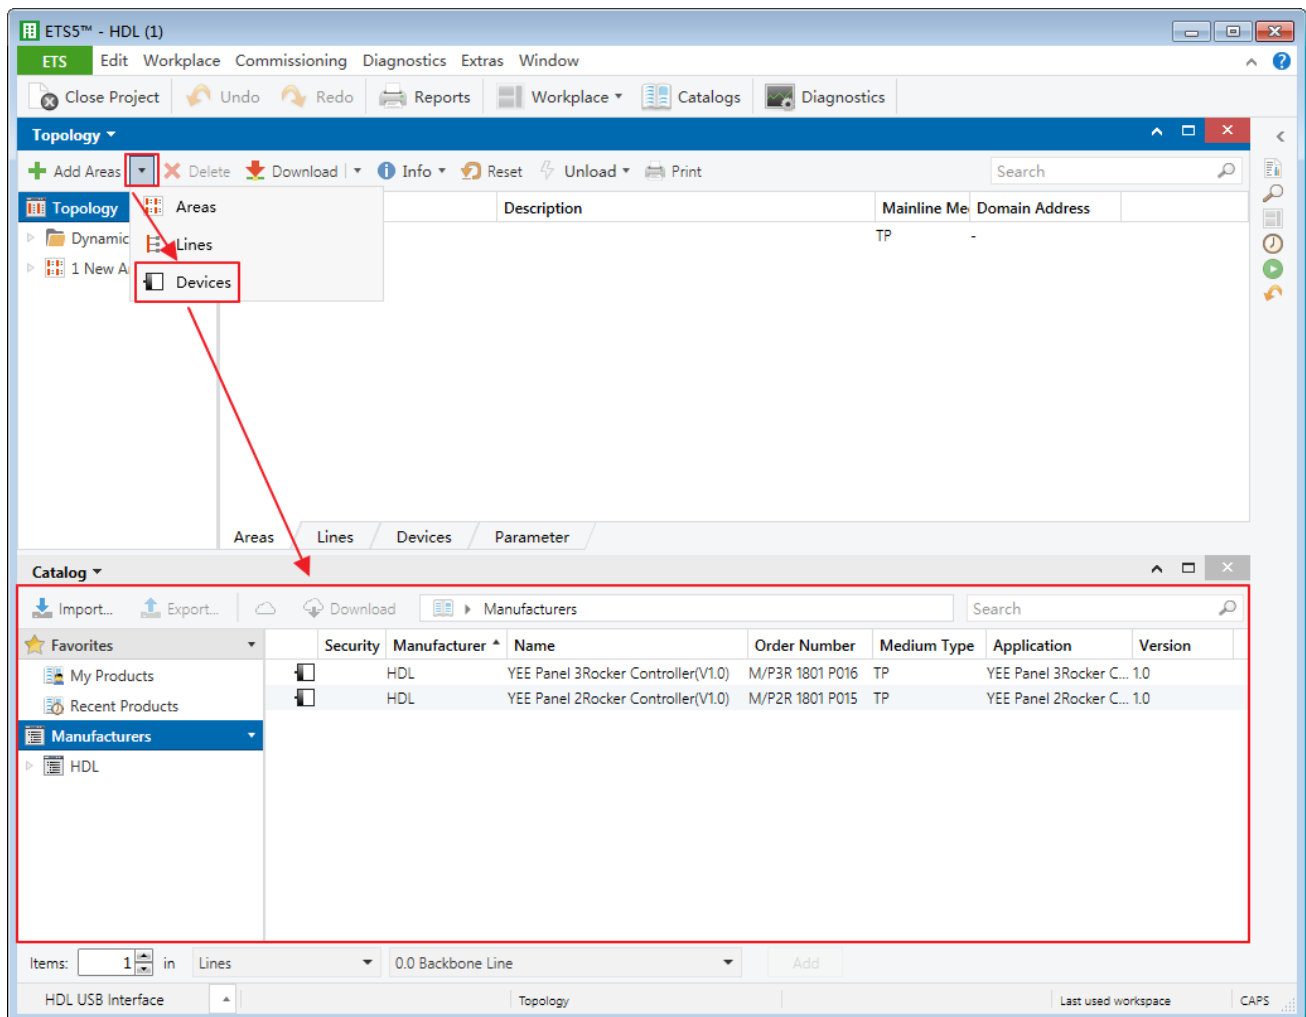 ETS5™ - HDL (1)
ETS Edit Workplace Commissioning Diagnostics Extras Window
Close Project Undo Redo Reports Workplace Catalogs Diagnostics
Topology
Add Areas Delete Download Info Reset Unload Print Search
Topology Areas Description Mainline Me Domain Address
Dynamic Lines TP -
1 New A Devices
Areas Lines Devices Parameter
Catalog
Import... Export... Download Manufacturers Search
Favorites Security Manufacturer Name Order Number Medium Type Application Version
My Products HDL YEE Panel 3Rocker Controller(V1.0) M/P3R 1801 P016 TP YEE Panel 3Rocker C... 1.0
Recent Products HDL YEE Panel 2Rocker Controller(V1.0) M/P2R 1801 P015 TP YEE Panel 2Rocker C... 1.0
Manufacturers
HDL
Items: 1 in Lines 0.0 Backbone Line Add
HDL USB Interface Topology Last used workspace CAPS